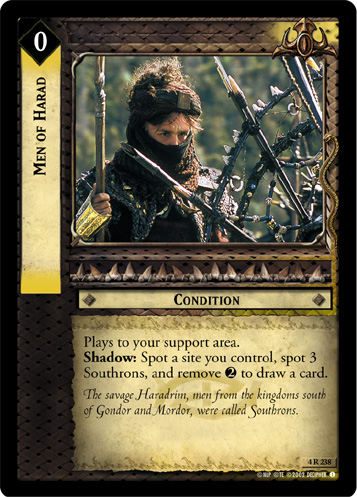 0
MEN OF HARAD
CONDITION
Plays to your support area.
Shadow: Spot a site you control, spot 3
Southrons, and remove 2 to draw a card.
The savage Haradrim, men from the kingdoms south
of Gondor and Mordor, were called Southrons.
4 R 238